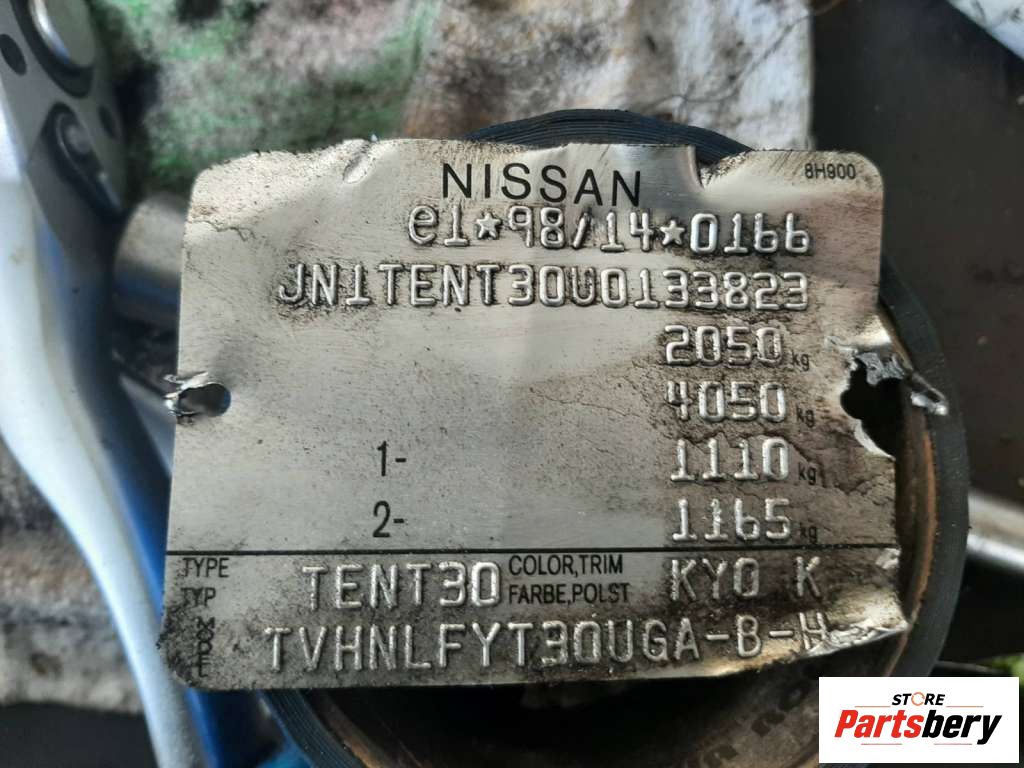 NISSAN 8H900
e1*98/14*0166
JN1TENT30U0133823
2050 kg
4050 kg
1- 1110 kg
2- 1165 kg
TYPE TENT30 COLOR,TRIM KY0 K
TYP FARBE,POLST
MODELE TVHNLFYT30UGA-B-H
STORE
Partsbery